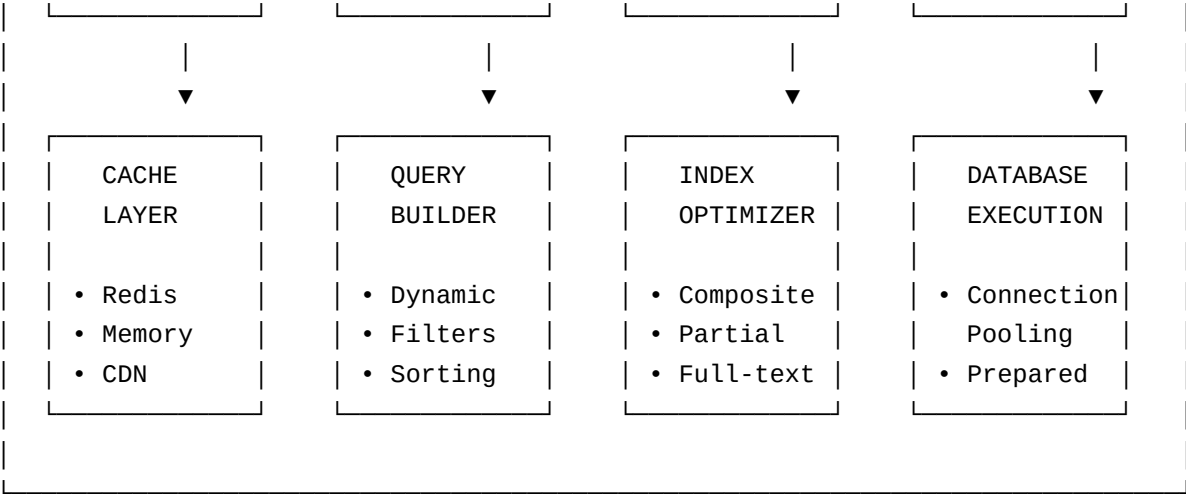 CACHE QUERY INDEX DATABASE
LAYER BUILDER OPTIMIZER EXECUTION
• Redis • Dynamic • Composite • Connection
• Memory • Filters • Partial Pooling
• CDN • Sorting • Full-text • Prepared